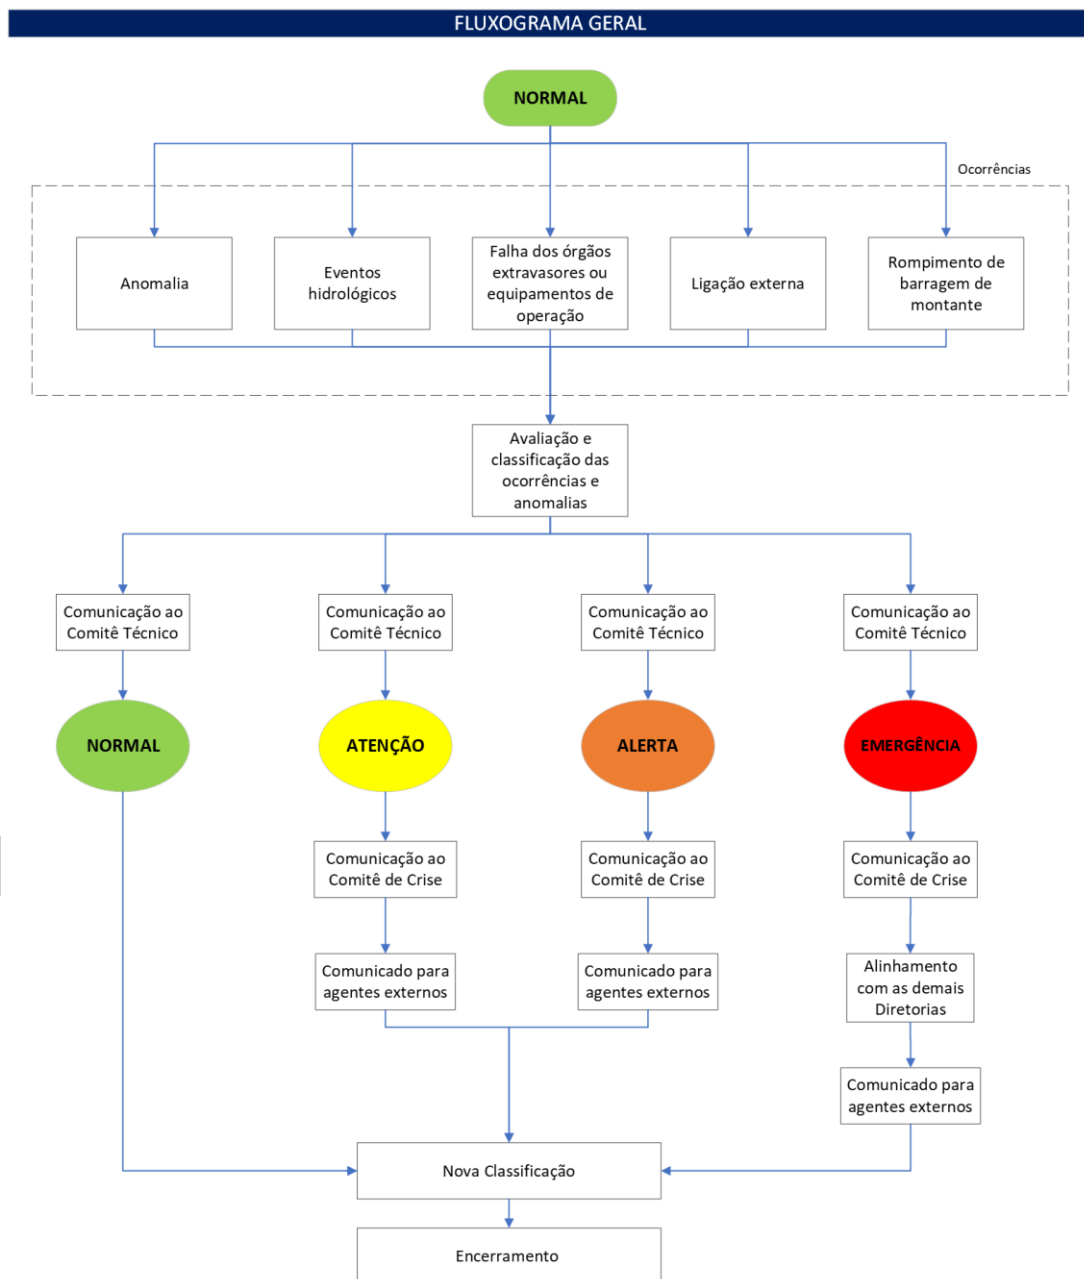 FLUXOGRAMA GERAL
NORMAL
Ocorrências
Anomalia
Eventos
hidrológicos
Falha dos órgãos
extravasores ou
equipamentos de
operação
Ligação externa
Rompimento de
barragem de
montante
Avaliação e
classificação das
ocorrências e
anomalias
Comunicação ao
Comitê Técnico
Comunicação ao
Comitê Técnico
Comunicação ao
Comitê Técnico
Comunicação ao
Comitê Técnico
NORMAL
ATENÇÃO
ALERTA
EMERGÊNCIA
Comunicação ao
Comitê de Crise
Comunicação ao
Comitê de Crise
Comunicação ao
Comitê de Crise
Comunicado para
agentes externos
Comunicado para
agentes externos
Alinhamento
com as demais
Diretorias
Comunicado para
agentes externos
Nova Classificação
Encerramento